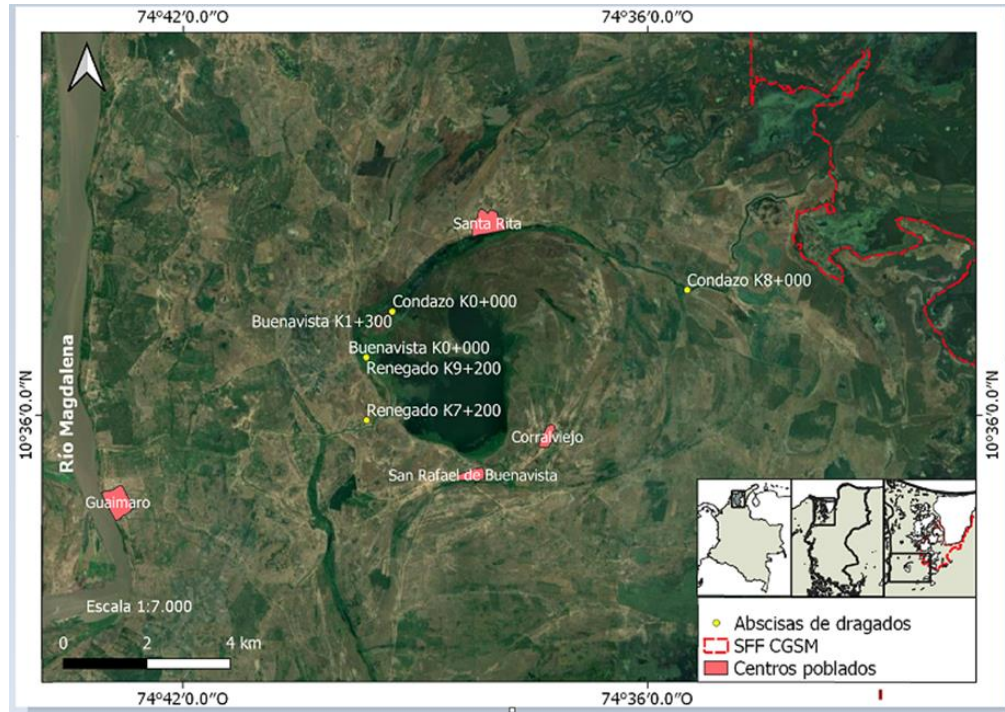 74°42'0.0"O 74°36'0.0"O
Santa Rita
Condazo K8+000
Condazo K0+000
Buenavista K1+300
Buenavista K0+000
Renegado K9+200
Renegado K7+200
10°36'0.0"N
10°36'0.0"N
Río Magdalena
Corralviejo
San Rafael de Buenavista
Guaimaro
Escala 1:7.000
0 2 4 km
Abscisas de dragados
SFF CGSM
Centros poblados
74°42'0.0"O 74°36'0.0"O